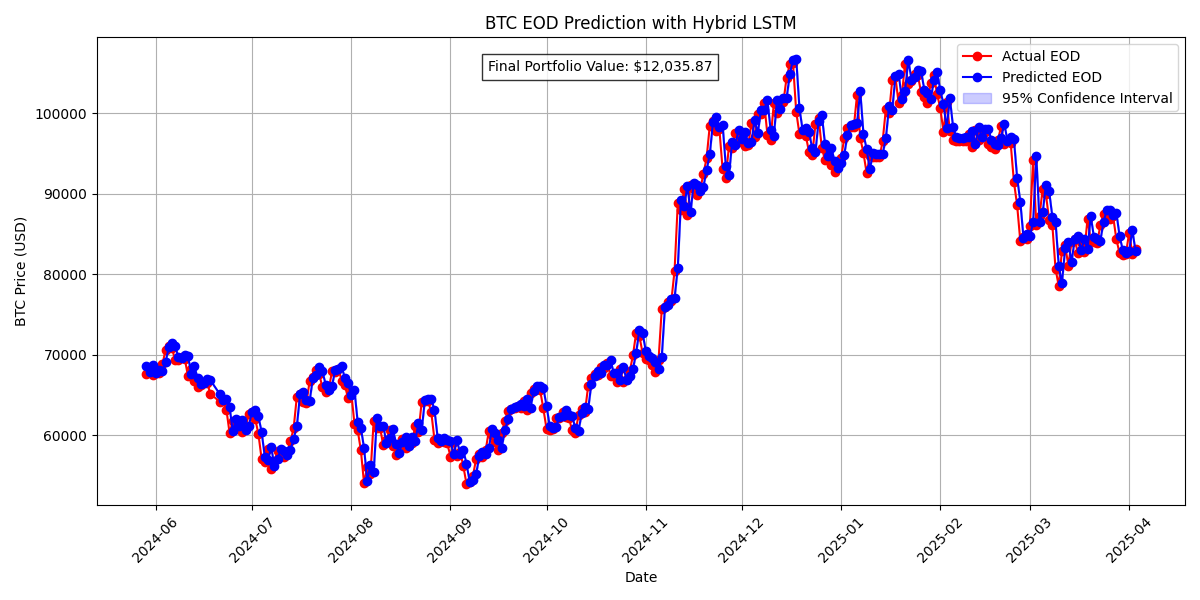 BTC EOD Prediction with Hybrid LSTM
Final Portfolio Value: $12,035.87
Actual EOD
Predicted EOD
95% Confidence Interval
BTC Price (USD)
100000
90000
80000
70000
60000
2024-06
2024-07
2024-08
2024-09
2024-10
2024-11
2024-12
2025-01
2025-02
2025-03
2025-04
Date